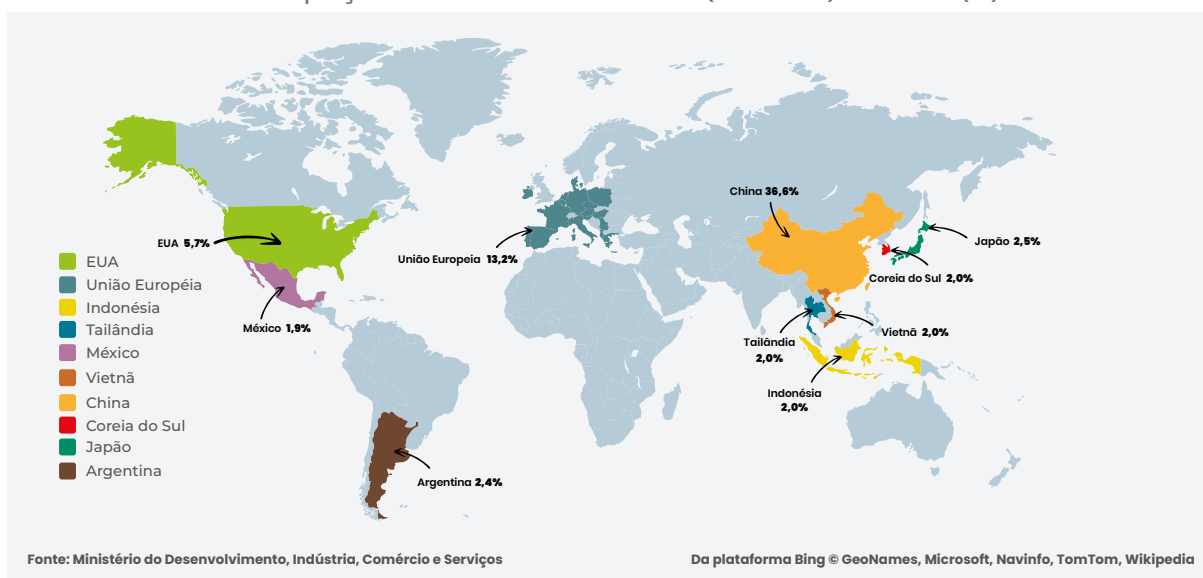 China 36,6%
EUA 5,7%
Japão 2,5%
União Europeia 13,2%
Coreia do Sul 2,0%
EUA
União Européia
Indonésia
Tailândia
México
Vietnã
China
Coreia do Sul
Japão
Argentina
México 1,9%
Vietnã 2,0%
Tailândia
2,0%
Indonésia
2,0%
Argentina 2,4%
Fonte: Ministério do Desenvolvimento, Indústria, Comércio e Serviços
Da plataforma Bing © GeoNames, Microsoft, Navinfo, TomTom, Wikipedia